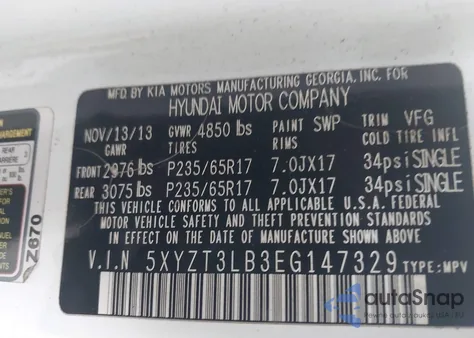 MFD BY KIA MOTORS MANUFACTURING GEORGIA, INC. FOR
HYUNDAI MOTOR COMPANY
NOV/13/13 GVWR 4850 lbs PAINT SWP TRIM VFG
GAWR TIRES RIMS COLD TIRE PRESSURE
FRONT 2976 lbs P235/65R17 7.0JX17 34psi SINGLE
REAR 3075 lbs P235/65R17 7.0JX17 34psi SINGLE
THIS VEHICLE CONFORMS TO ALL APPLICABLE U.S.A. FEDERAL
MOTOR VEHICLE SAFETY AND THEFT PREVENTION STANDARDS
IN EFFECT ON THE DATE OF MANUFACTURE SHOWN ABOVE.
V.I.N 5XYZT3LB3EG147329 TYPE: MPV
Z670
REAR
autoSnap